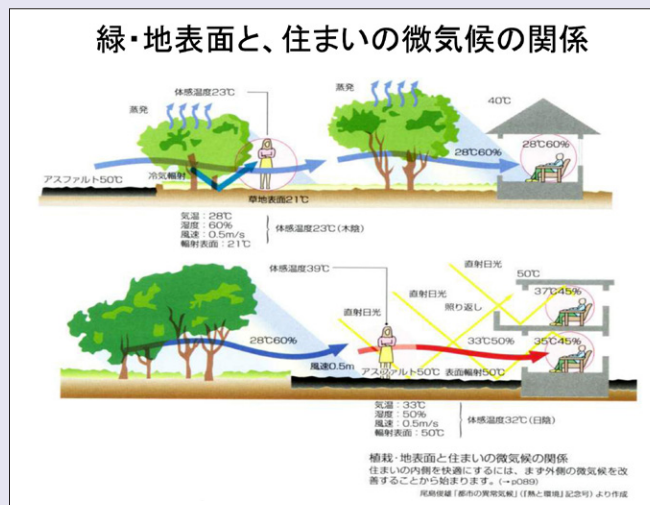 緑・地表面と、住まいの微気候の関係
蒸発
体感温度23℃
蒸発
40℃
28℃60%
28℃60%
アスファルト50℃
冷気輻射
草地表面21℃
気温：28℃
湿度：60%
風速：0.5m/s
輻射表面：21℃
体感温度23℃(木陰)
体感温度39℃
直射日光
50℃
直射日光
37℃45%
直射日光
照り返し
28℃60%
33℃50%
35℃45%
風速0.5m
アスファルト50℃
表面輻射50℃
気温：33℃
湿度：50%
風速：0.5m/s
輻射表面：50℃
体感温度32℃(日陰)
植栽・地表面と住まいの微気候の関係
住まいの内側を快適にするには、まず外側の微気候を改
善することから始まります。(→p089)
尾島俊雄「都市の異常気候」(『熱と環境』記念号)より作成